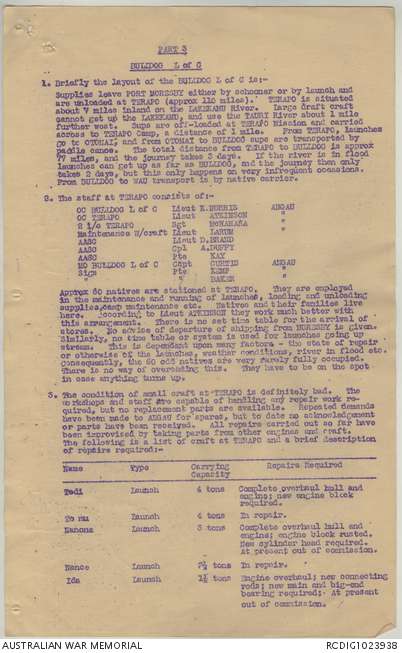 PART 3
BULLDOG L of C
1. Briefly the layout of the BULLDOG L of C is:-
Supplies leave PORT MORESBY either by schooner or by launch and
are unloaded at TERAPO (approx 110 miles). TERAPO is situated
about 7 miles inland on the LAKEKAMU River. Large craft craft
cannot get up the LAKEKAMU, and use the TAURI River about 1 mile
further west. Sups are off-loaded at TERAPO Mission and carried
across to TERAPO Camp, a distance of 1 mile. From TERAPO, launches
go to OTOMAI, and from OTOMAI to BULLDOG sups are transported by
paddle canoe. The total distance from TERAPO to BULLDOG is approx
77 miles, and the journey takes 3 days. If the river is in flood
launches can get up as far as BULLDOG, and the journey then only
takes 2 days, but this only happens on very infrequent occasions.
From BULLDOG to WAU transport is by native carrier.
2. The staff at TERAPO consists of:-
OC BULLDOG L of C Lieut E.NORRIS ANGAU
OC TERAPO Lieut ATKINSON "
2 i/c TERAPO Sgt "
Maintenance W/craft Lieut LARUM "
AASC Lieut D.BRAND
AASC Cpl A.DUFFY
AASC Pte KAY
MO BULLDOG L of C Capt CURTIS ANGAU
Sigs Pte KEMP "
" " BAKER "
Approx 60 natives are stationed at TERAPO. They are employed
in the maintenance and running of launches, loading and unloading
supplies, camp maintenance etc. Natives and their families live
here. According to Lieut ATKINSON they work much better with
this arrangement. There is no set time table for the arrival of
stores. No advice of departure of shipping from MORESBY is given.
Similarly, no time table or system is used for launches going up
stream. This is dependent upon many factors - the state of repair
or otherwise of the launches, weather conditions, river in flood etc.
consequently, the 60 odd natives are very rarely fully occupied.
There is no way of overcoming this. They have to be on the spot
in case anything turns up.
3. The condition of small craft at TERAPO is definitely bad. The
workshops and staff are capable of handling any repair work re-
quired, but no replacement parts are available. Repeated demands
have been made to ANGAU for spares, but to date no acknowledgment
or parts have been received. All repairs carried out so far have
been improvised by taking parts from other engines and craft.
The following is a list of craft at TERAPO and a brief description
of repairs required:-
Name Type Carrying Capacity Repairs Required
Tedi Launch 4 tons Complete overhaul hull and
engine; new engine block
required.
Launch 4 tons In repair.
Nanona Launch 3 tons Complete overhaul hull and
engine; engine block rusted.
New cylinder head required.
At present out of commission.
Nance Launch 2½ tons In repair.
Ida Launch 1½ tons Engine overhaul; new connecting
rods; new main and big-end
bearing required; At present
out of commission.
AUSTRALIAN WAR MEMORIAL
RCDIG1023938